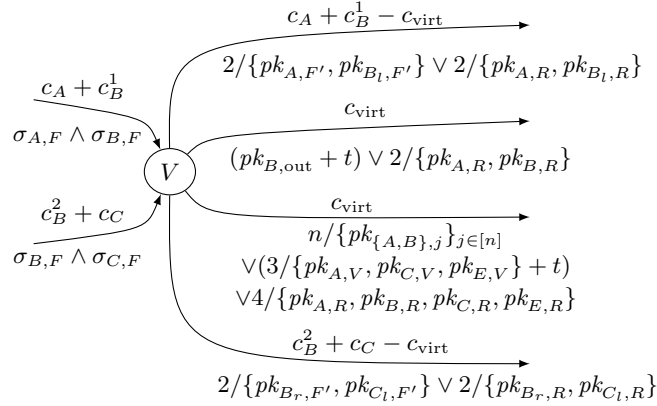 c_A + c_B^1 − c_virt
2/{pk_{A,F′}, pk_{B_l,F′}} ∨ 2/{pk_{A,R}, pk_{B_l,R}}
c_A + c_B^1
σ_{A,F} ∧ σ_{B,F}
c_virt
(pk_{B,out} + t) ∨ 2/{pk_{A,R}, pk_{B,R}}
V
c_B^2 + c_C
σ_{B,F} ∧ σ_{C,F}
c_virt
n/{pk_{{A,B},j}}_{j∈[n]}
∨(3/{pk_{A,V}, pk_{C,V}, pk_{E,V}} + t)
∨4/{pk_{A,R}, pk_{B,R}, pk_{C,R}, pk_{E,R}}
c_B^2 + c_C − c_virt
2/{pk_{B_r,F′}, pk_{C_l,F′}} ∨ 2/{pk_{B_r,R}, pk_{C_l,R}}